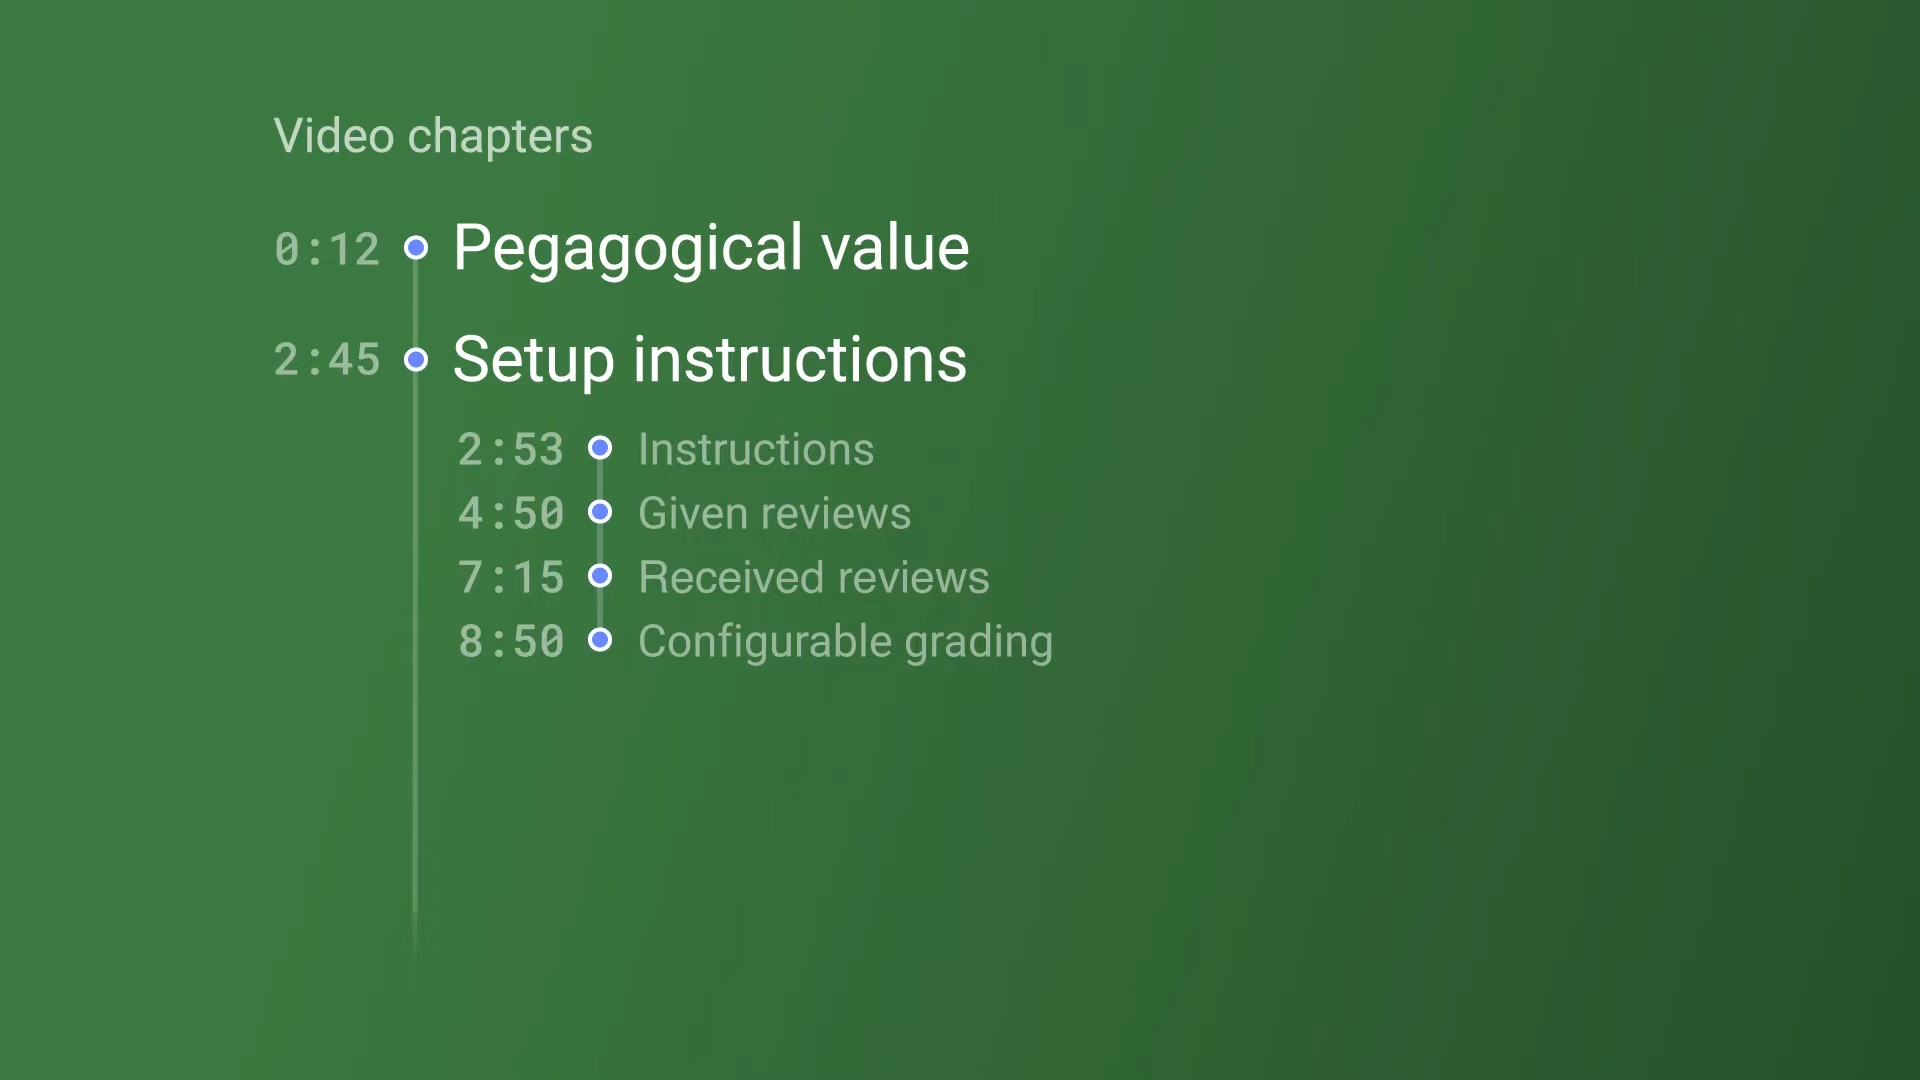 Video chapters
0:12 Pegagogical value
2:45 Setup instructions
2:53 Instructions
4:50 Given reviews
7:15 Received reviews
8:50 Configurable grading